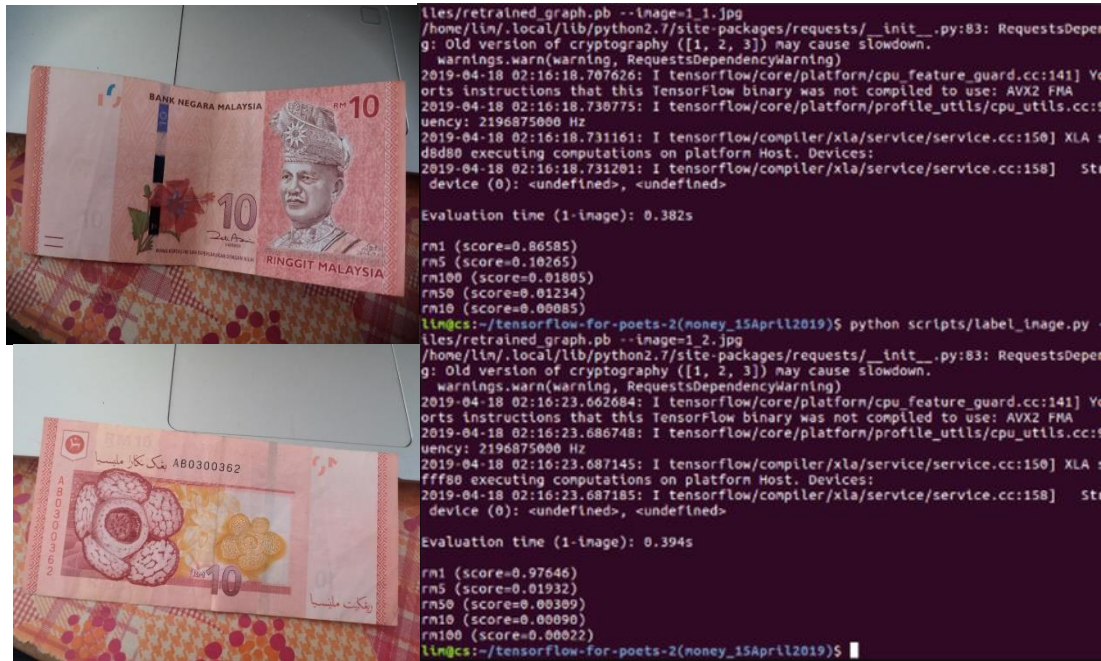 BANK NEGARA MALAYSIA
RM 10
10
RINGGIT MALAYSIA
RM10
بڠک نݢارا مليسيا AB0300362
AB0300362
RM 10
10
رڠݢيت مليسيا
iles/retrained_graph.pb --image=1_1.jpg
/home/lim/.local/lib/python2.7/site-packages/requests/__init__.py:83: RequestsDepen
g: Old version of cryptography ([1, 2, 3]) may cause slowdown.
warnings.warn(warning, RequestsDependencyWarning)
2019-04-18 02:16:18.707626: I tensorflow/core/platform/cpu_feature_guard.cc:141] Yo
orts instructions that this TensorFlow binary was not compiled to use: AVX2 FMA
2019-04-18 02:16:18.730775: I tensorflow/core/platform/profile_utils/cpu_utils.cc:9
uency: 2196875000 Hz
2019-04-18 02:16:18.731161: I tensorflow/compiler/xla/service/service.cc:150] XLA s
d8d80 executing computations on platform Host. Devices:
2019-04-18 02:16:18.731201: I tensorflow/compiler/xla/service/service.cc:158] Str
device (0): <undefined>, <undefined>
Evaluation time (1-image): 0.382s
rm1 (score=0.86585)
rm5 (score=0.10265)
rm100 (score=0.01805)
rm50 (score=0.01234)
rm10 (score=0.00085)
lim@cs:~/tensorflow-for-poets-2(money_15April2019)$ python scripts/label_image.py -
iles/retrained_graph.pb --image=1_2.jpg
/home/lim/.local/lib/python2.7/site-packages/requests/__init__.py:83: RequestsDepen
g: Old version of cryptography ([1, 2, 3]) may cause slowdown.
warnings.warn(warning, RequestsDependencyWarning)
2019-04-18 02:16:23.662684: I tensorflow/core/platform/cpu_feature_guard.cc:141] Yo
orts instructions that this TensorFlow binary was not compiled to use: AVX2 FMA
2019-04-18 02:16:23.686748: I tensorflow/core/platform/profile_utils/cpu_utils.cc:9
uency: 2196875000 Hz
2019-04-18 02:16:23.687145: I tensorflow/compiler/xla/service/service.cc:150] XLA s
fff80 executing computations on platform Host. Devices:
2019-04-18 02:16:23.687185: I tensorflow/compiler/xla/service/service.cc:158] Str
device (0): <undefined>, <undefined>
Evaluation time (1-image): 0.394s
rm1 (score=0.97646)
rm5 (score=0.01932)
rm50 (score=0.00309)
rm10 (score=0.00090)
rm100 (score=0.00022)
lim@cs:~/tensorflow-for-poets-2(money_15April2019)$